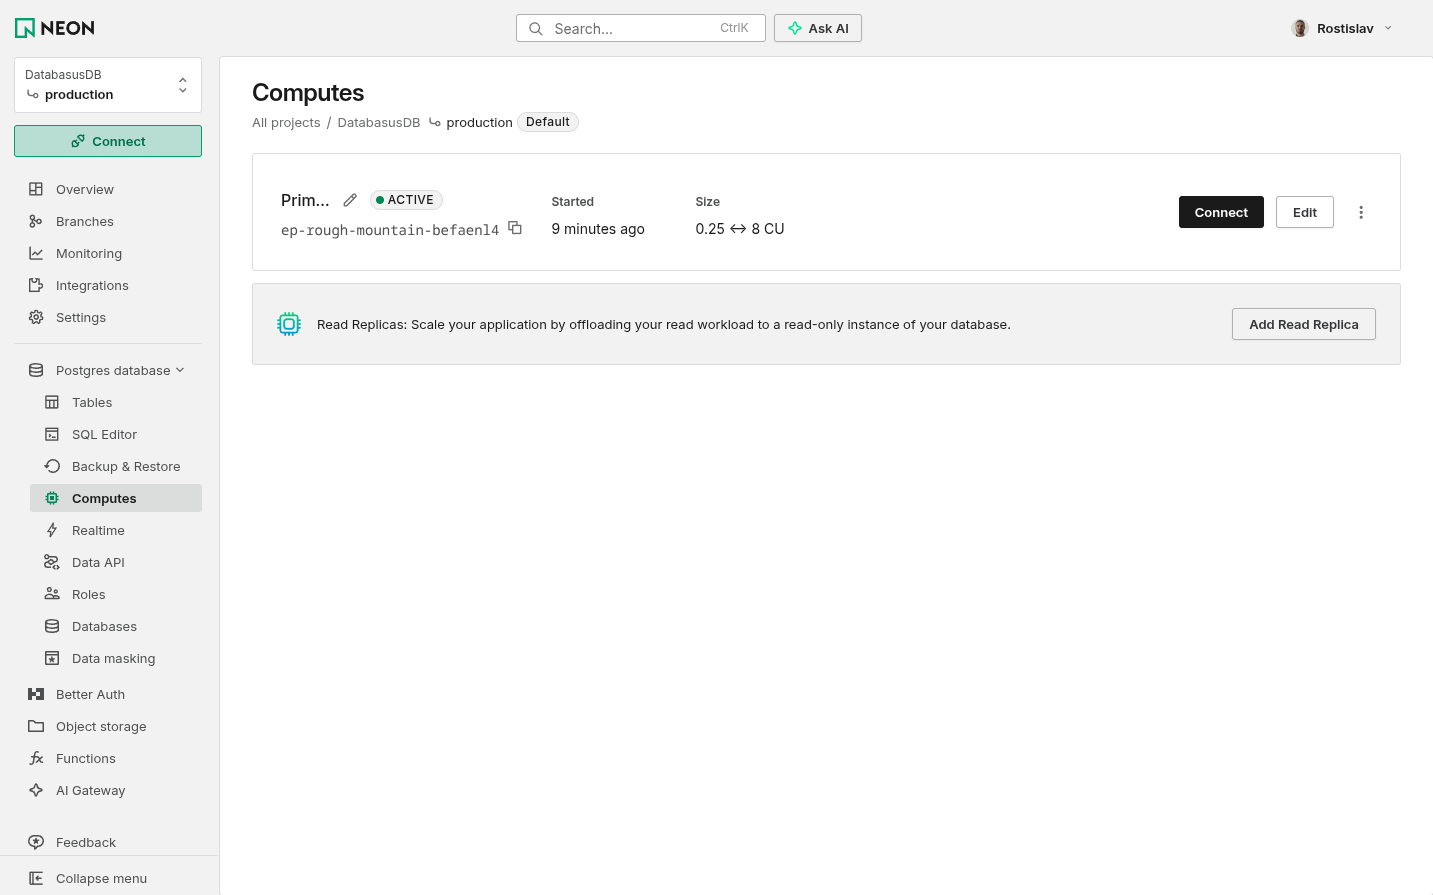 NEON
Search...
CtrlK
Ask AI
Rostislav
DatabasusDB
production
Connect
Overview
Branches
Monitoring
Integrations
Settings
Postgres database
Tables
SQL Editor
Backup & Restore
Computes
Realtime
Data API
Roles
Databases
Data masking
Better Auth
Object storage
Functions
AI Gateway
Feedback
Collapse menu
Computes
All projects / DatabasusDB production Default
Prim... ACTIVE
ep-rough-mountain-befaenl4
Started
9 minutes ago
Size
0.25 ↔ 8 CU
Connect
Edit
Read Replicas: Scale your application by offloading your read workload to a read-only instance of your database.
Add Read Replica